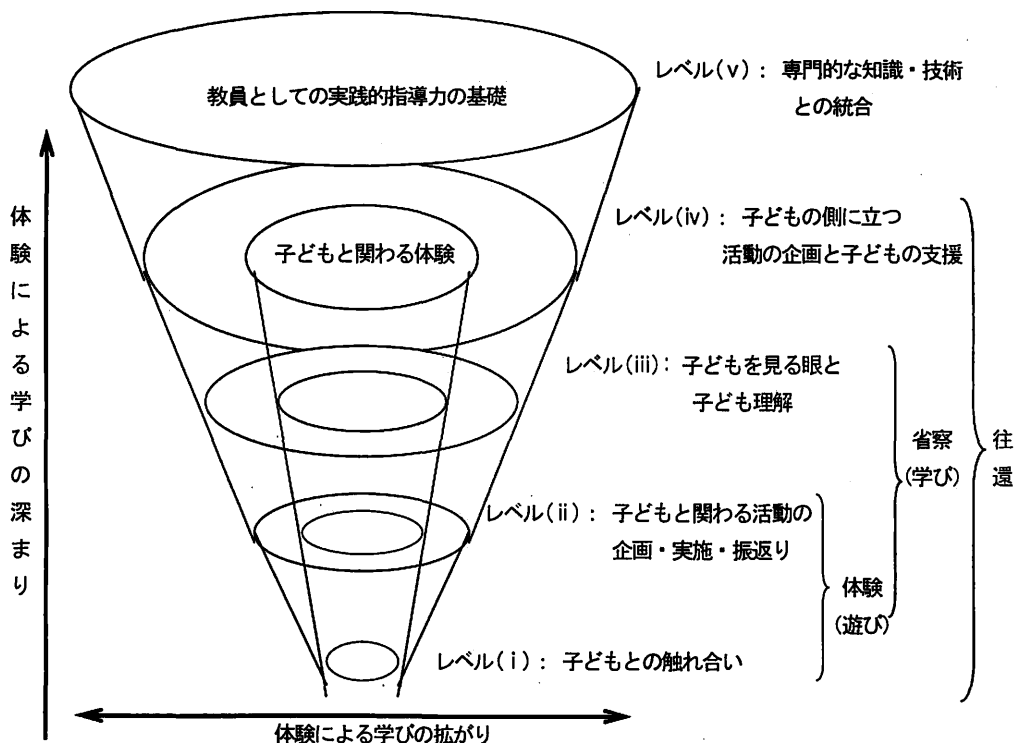 教員としての実践的指導力の基礎
レベル(ⅴ)： 専門的な知識・技術
との統合
体験による学びの深まり
子どもと関わる体験
レベル(ⅳ)： 子どもの側に立つ
活動の企画と子どもの支援
レベル(ⅲ)： 子どもを見る眼と
子ども理解
省察
(学び)
往還
レベル(ⅱ)： 子どもと関わる活動の
企画・実施・振返り
体験
(遊び)
レベル(ⅰ)： 子どもとの触れ合い
体験による学びの拡がり